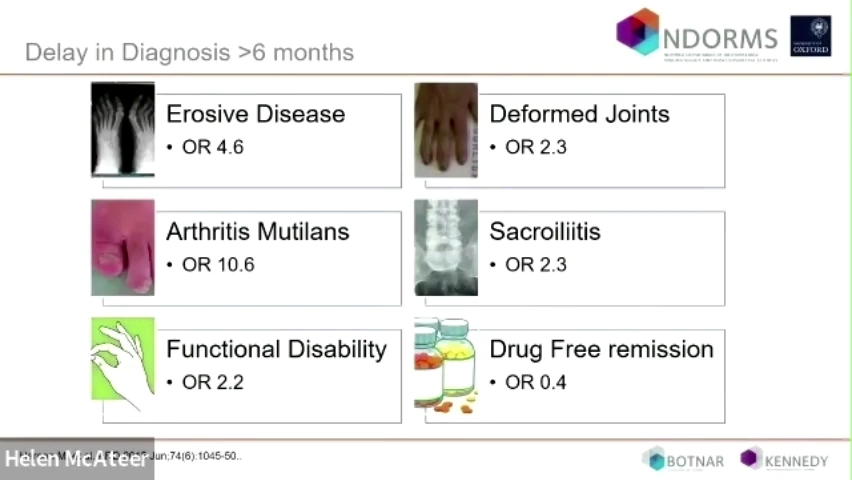 Delay in Diagnosis >6 months
NDORMS
UNIVERSITY OF
OXFORD
Erosive Disease
• OR 4.6
Deformed Joints
• OR 2.3
Arthritis Mutilans
• OR 10.6
Sacroiliitis
• OR 2.3
Functional Disability
• OR 2.2
Drug Free remission
• OR 0.4
Helen McAteer
Jun;74(6):1045-50..
BOTNAR
KENNEDY